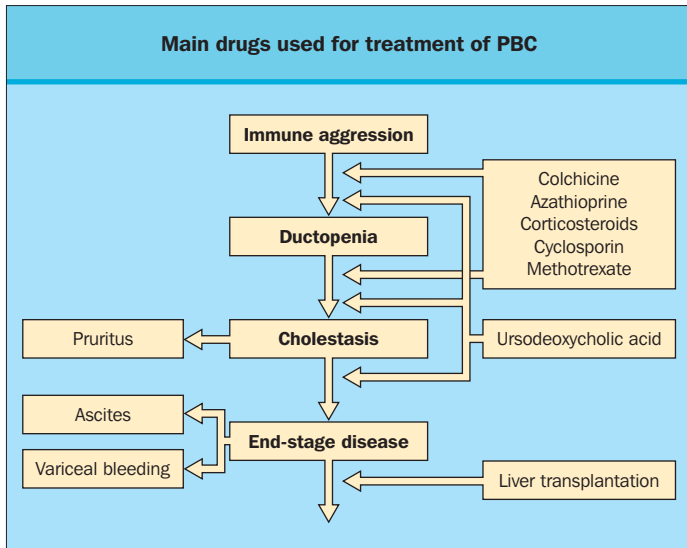 Main drugs used for treatment of PBC
Immune aggression
Colchicine
Azathioprine
Corticosteroids
Cyclosporin
Methotrexate
Ductopenia
Pruritus
Cholestasis
Ursodeoxycholic acid
Ascites
End-stage disease
Variceal bleeding
Liver transplantation